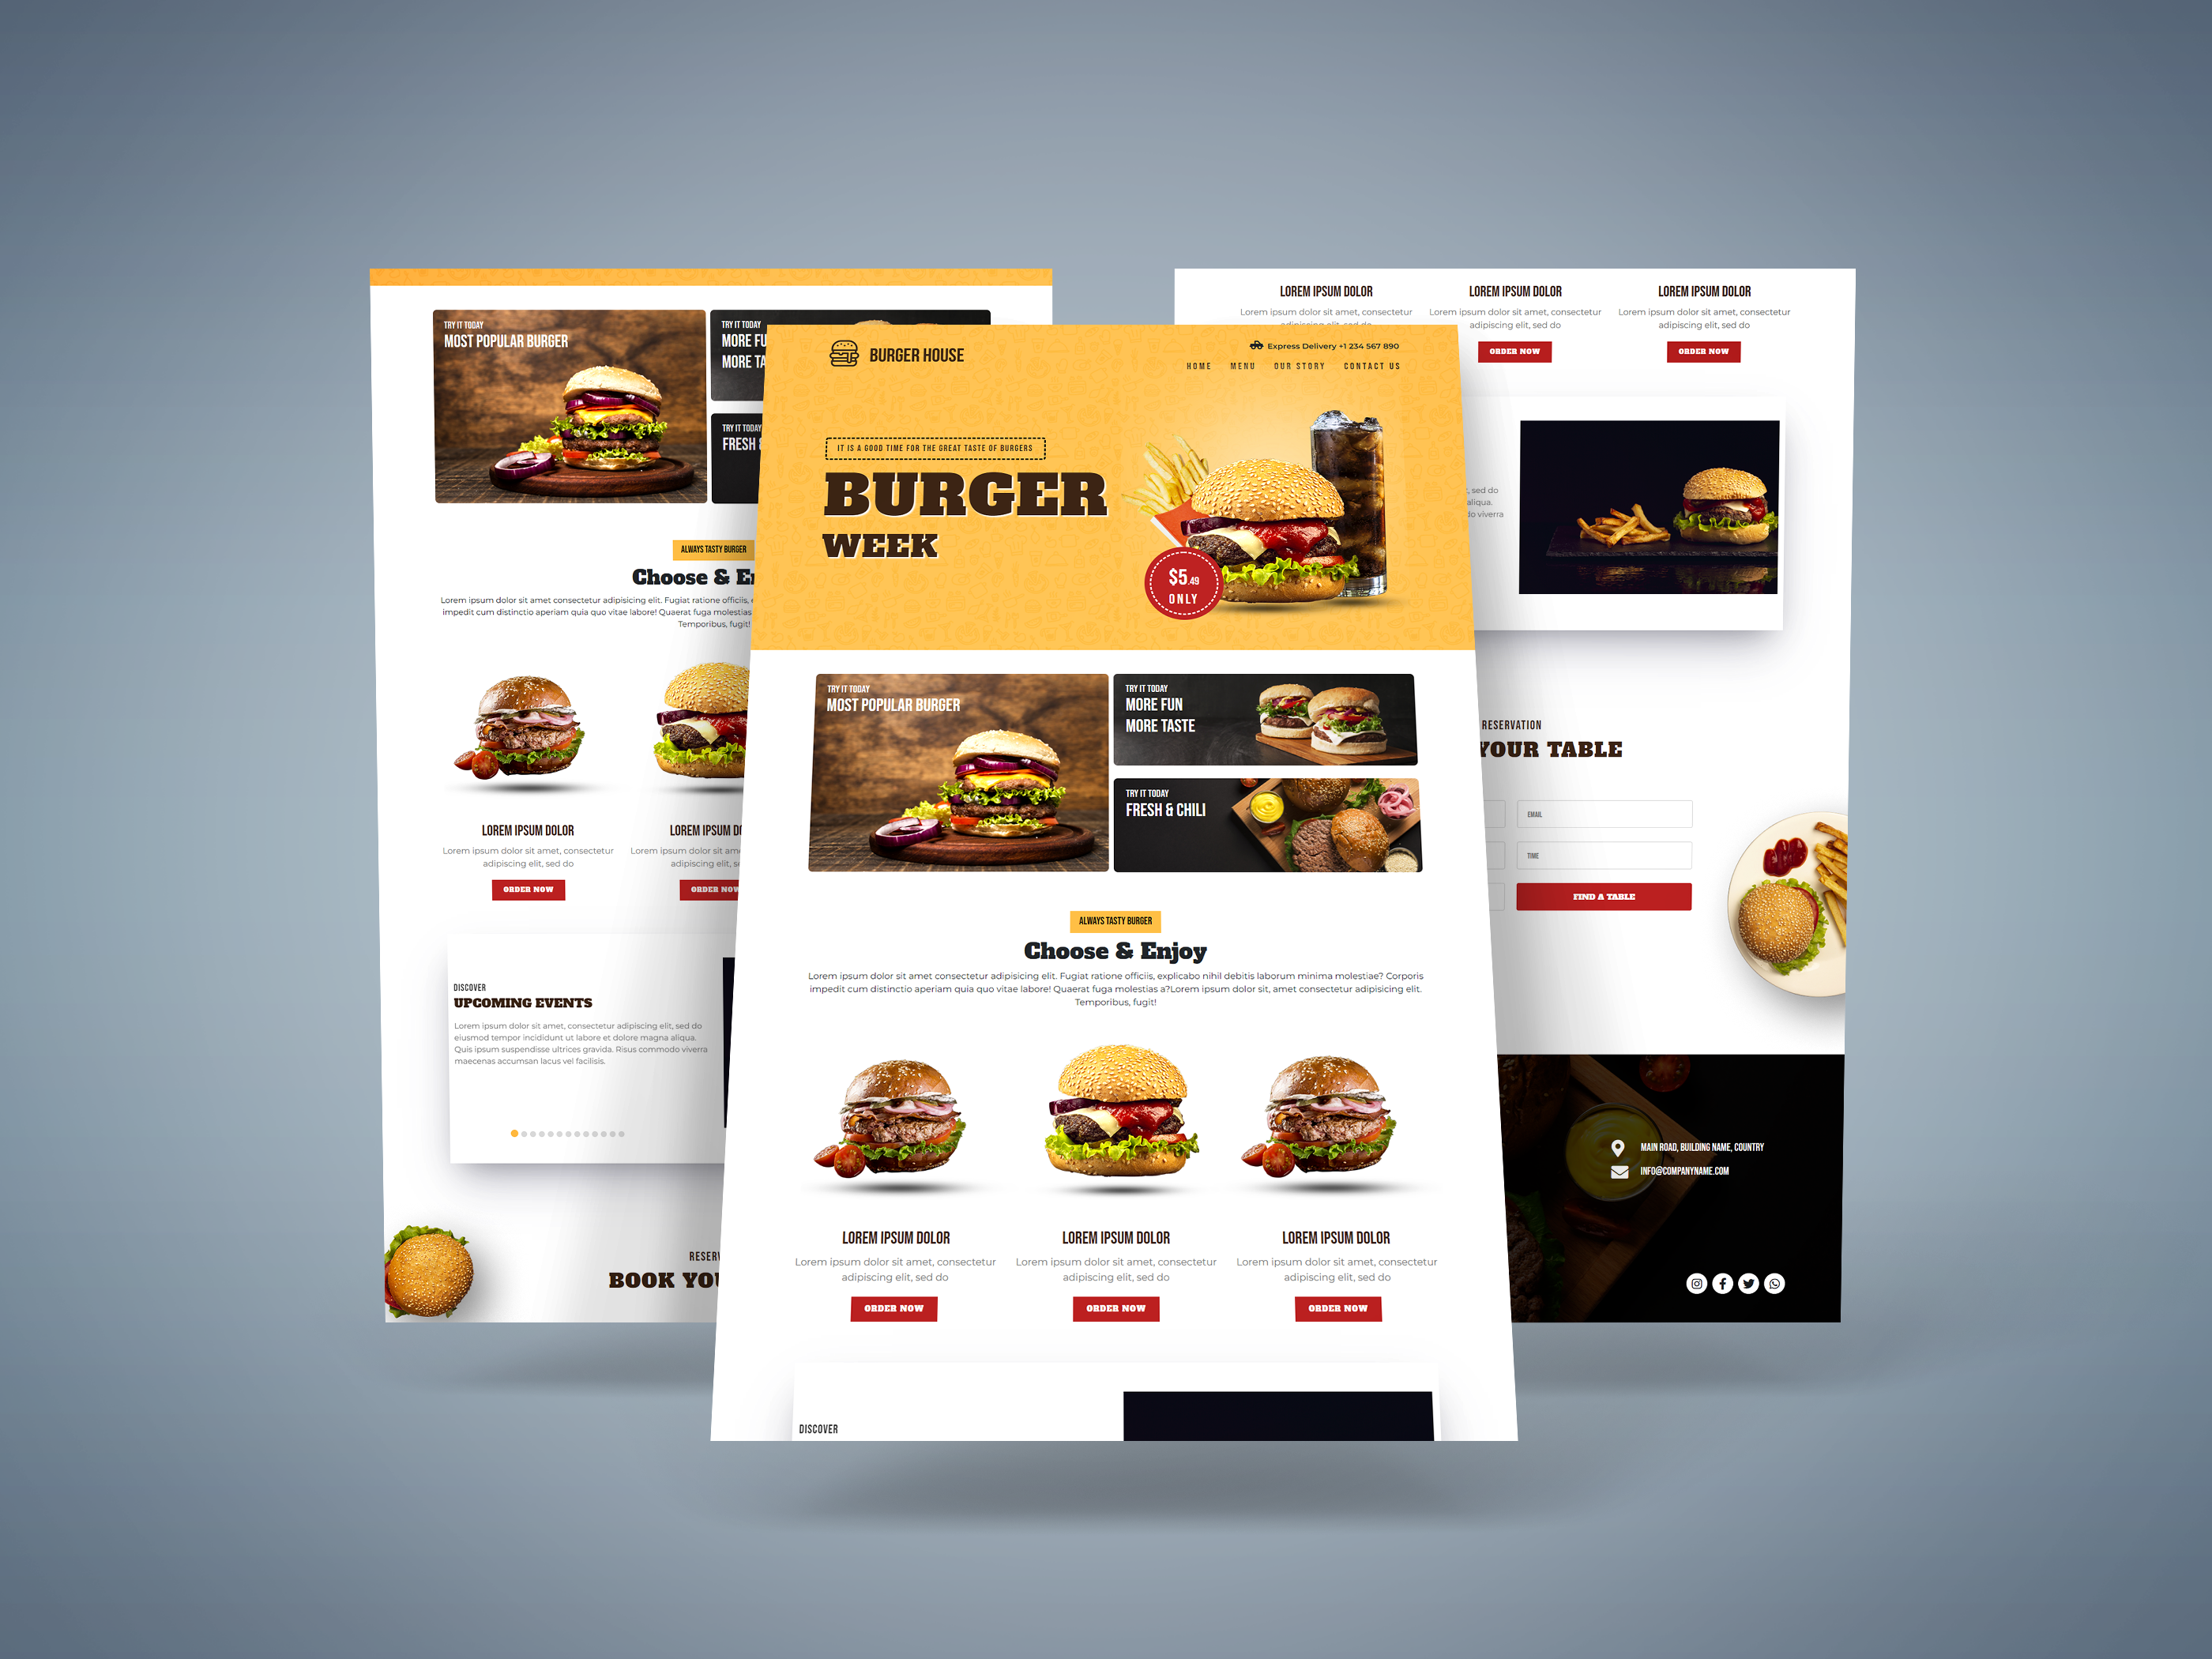 BURGER HOUSE
Express Delivery +1 234 567 890
HOME MENU OUR STORY CONTACT US
IT IS A GOOD TIME FOR THE GREAT TASTE OF BURGERS
BURGER
WEEK
$5.49
ONLY
TRY IT TODAY
MOST POPULAR BURGER
TRY IT TODAY
MORE FUN
MORE TASTE
TRY IT TODAY
FRESH & CHILI
ALWAYS TASTY BURGER
Choose & Enjoy
Lorem ipsum dolor sit amet consectetur adipisicing elit. Fugiat ratione officiis, explicabo nihil debitis laborum minima molestiae? Corporis
impedit cum distinctio aperiam quia quo vitae labore! Quaerat fuga molestias a?Lorem ipsum dolor sit, amet consectetur adipisicing elit.
Temporibus, fugit!
LOREM IPSUM DOLOR
Lorem ipsum dolor sit amet, consectetur
adipiscing elit, sed do
ORDER NOW
LOREM IPSUM DOLOR
Lorem ipsum dolor sit amet, consectetur
adipiscing elit, sed do
ORDER NOW
LOREM IPSUM DOLOR
Lorem ipsum dolor sit amet, consectetur
adipiscing elit, sed do
ORDER NOW
DISCOVER
TRY IT TODAY
MOST POPULAR BURGER
TRY IT TODAY
MORE
MORE
TRY IT TODAY
FRESH
ALWAYS TASTY BURGER
Choose &
Lorem ipsum dolor sit amet consectetur adipisicing elit. Fugiat ratione officiis,
impedit cum distinctio aperiam quia quo vitae labore! Quaerat fuga molestias
Temporibus, fugit!
LOREM IPSUM DOLOR
Lorem ipsum dolor sit amet, consectetur
adipiscing elit, sed do
ORDER NOW
LOREM IPSUM
Lorem ipsum dolor sit
adipiscing elit,
ORDER NOW
DISCOVER
UPCOMING EVENTS
Lorem ipsum dolor sit amet, consectetur adipiscing elit, sed do
eiusmod tempor incididunt ut labore et dolore magna aliqua.
Quis ipsum suspendisse ultrices gravida. Risus commodo viverra
maecenas accumsan lacus vel facilisis.
BOOK
LOREM IPSUM DOLOR
Lorem ipsum dolor sit amet, consectetur
LOREM IPSUM DOLOR
Lorem ipsum dolor sit amet, consectetur
adipiscing elit, sed do
ORDER NOW
LOREM IPSUM DOLOR
Lorem ipsum dolor sit amet, consectetur
adipiscing elit, sed do
ORDER NOW
sed do
aliqua.
viverra
RESERVATION
YOUR TABLE
EMAIL
TIME
FIND A TABLE
MAIN ROAD, BUILDING NAME, COUNTRY
INFO@COMPANYNAME.COM